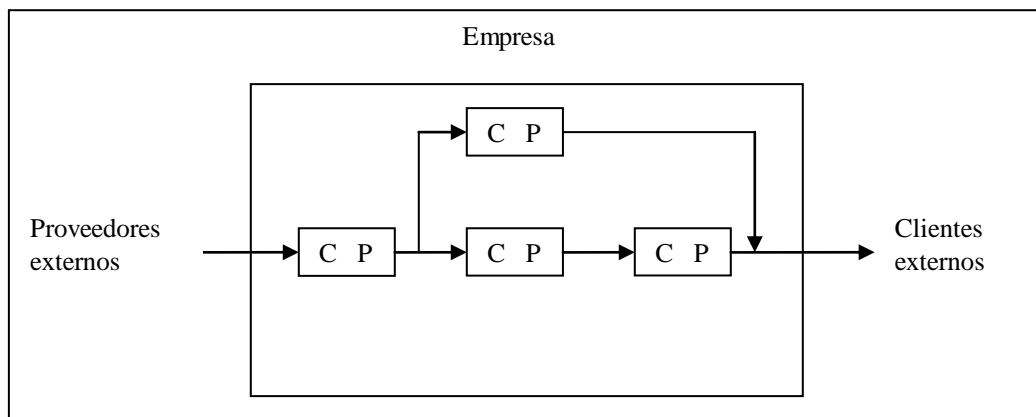 Empresa
C P
Proveedores
externos
C P
C P
C P
Clientes
externos